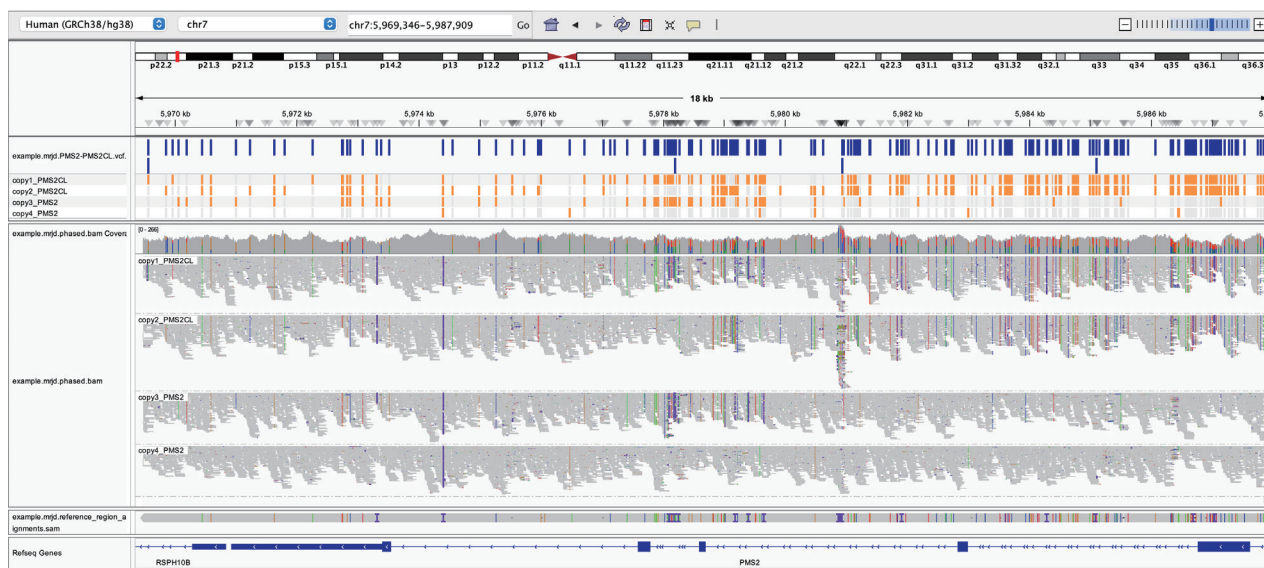 Human (GRCh38/hg38) chr7 chr7:5,969,346-5,987,909 Go
p22.2 p21.3 p21.2 p15.3 p15.1 p14.2 p13 p12.2 p11.2 q11.1 q11.22 q11.23 q21.11 q21.12 q21.2 q22.1 q22.3 q31.1 q31.2 q31.32 q32.1 q33 q34 q35 q36.1 q36.3
18 kb
5,970 kb 5,972 kb 5,974 kb 5,976 kb 5,978 kb 5,980 kb 5,982 kb 5,984 kb 5,986 kb
example.mrjd.PMS2-PMS2CL.vcf.
copy1_PMS2CL
copy2_PMS2CL
copy3_PMS2
copy4_PMS2
example.mrjd.phased.bam Covera
[0 - 266]
copy1_PMS2CL
copy2_PMS2CL
example.mrjd.phased.bam
copy3_PMS2
copy4_PMS2
example.mrjd.reference_region_a
ignments.sam
Refseq Genes
RSPH10B PMS2